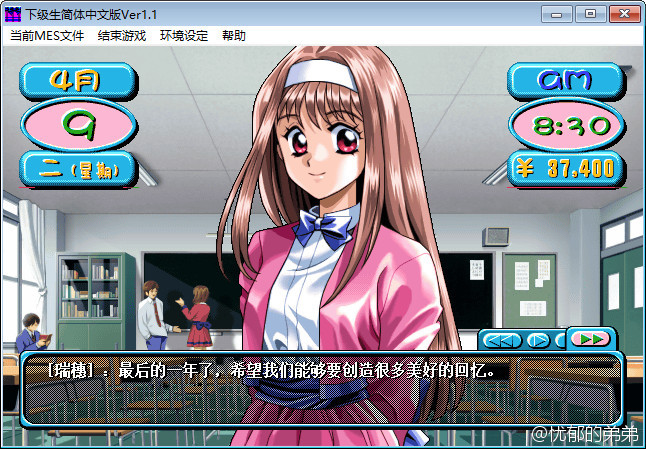 下级生简体中文版Ver1.1
当前MES文件 结束游戏 环境设定 帮助
4月
9
二(星期)
am
8:30
¥ 37,400
[瑞穗]：最后的一年了，希望我们能够要创造很多美好的回忆。
@忧郁的弟弟